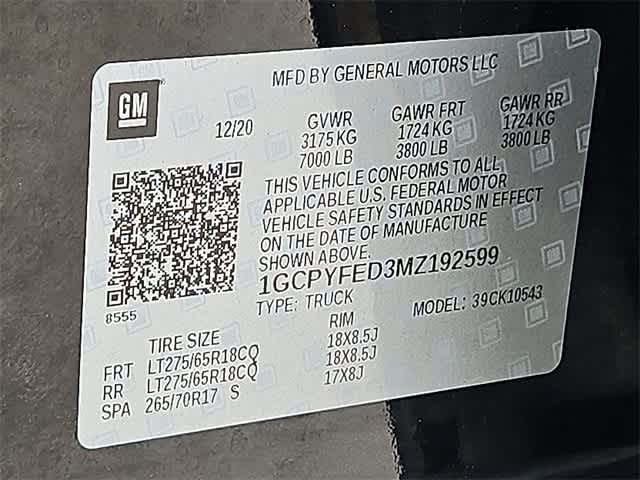 GM
MFD BY GENERAL MOTORS LLC
12/20
GVWR GAWR FRT GAWR RR
3175 KG 1724 KG 1724 KG
7000 LB 3800 LB 3800 LB
THIS VEHICLE CONFORMS TO ALL
APPLICABLE U.S. FEDERAL MOTOR
VEHICLE SAFETY STANDARDS IN EFFECT
ON THE DATE OF MANUFACTURE
SHOWN ABOVE.
1GCPYFED3MZ192599
8555
TYPE: TRUCK MODEL: 39CK10543
TIRE SIZE RIM
FRT LT275/65R18CQ 18X8.5J
RR LT275/65R18CQ 18X8.5J
SPA 265/70R17 S 17X8J